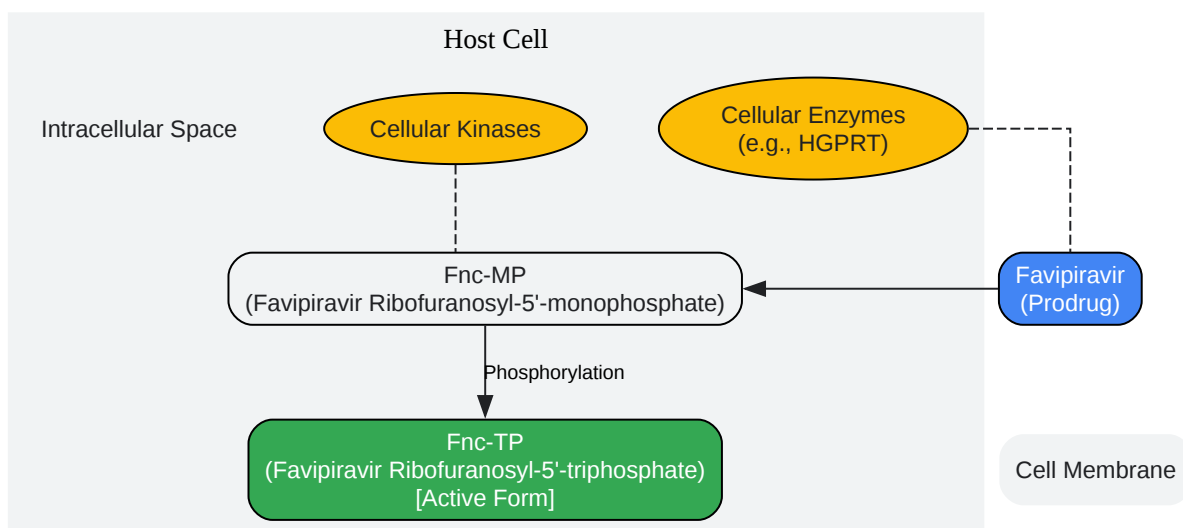 Host Cell
Intracellular Space
Cellular Kinases
Cellular Enzymes
(e.g., HGPRT)
Fnc-MP
(Favipiravir Ribofuranosyl-5'-monophosphate)
Favipiravir
(Prodrug)
Phosphorylation
Fnc-TP
(Favipiravir Ribofuranosyl-5'-triphosphate)
[Active Form]
Cell Membrane